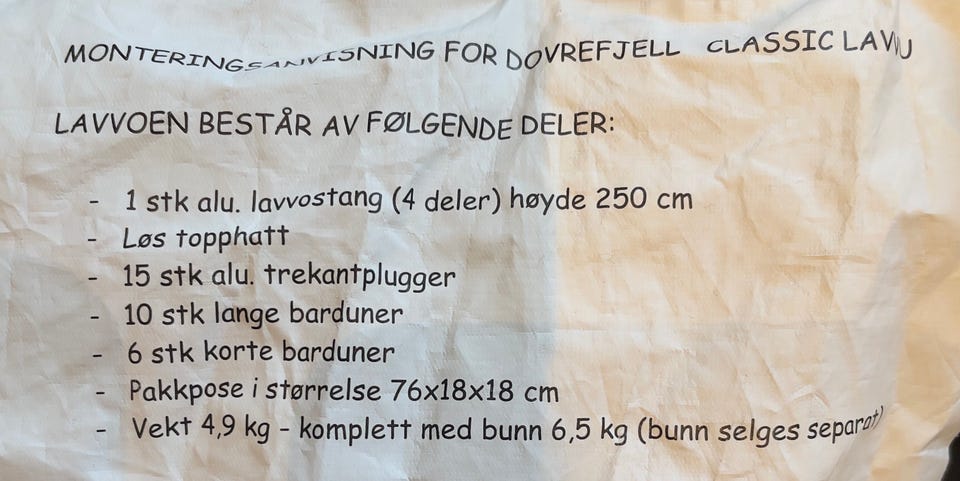 MONTERINGSANVISNING FOR DOVREFJELL CLASSIC LAVVU
LAVVOEN BESTÅR AV FØLGENDE DELER:
- 1 stk alu. lavvostang (4 deler) høyde 250 cm
- Løs topphatt
- 15 stk alu. trekantplugger
- 10 stk lange barduner
- 6 stk korte barduner
- Pakkpose i størrelse 76x18x18 cm
- Vekt 4,9 kg - komplett med bunn 6,5 kg (bunn selges separat)